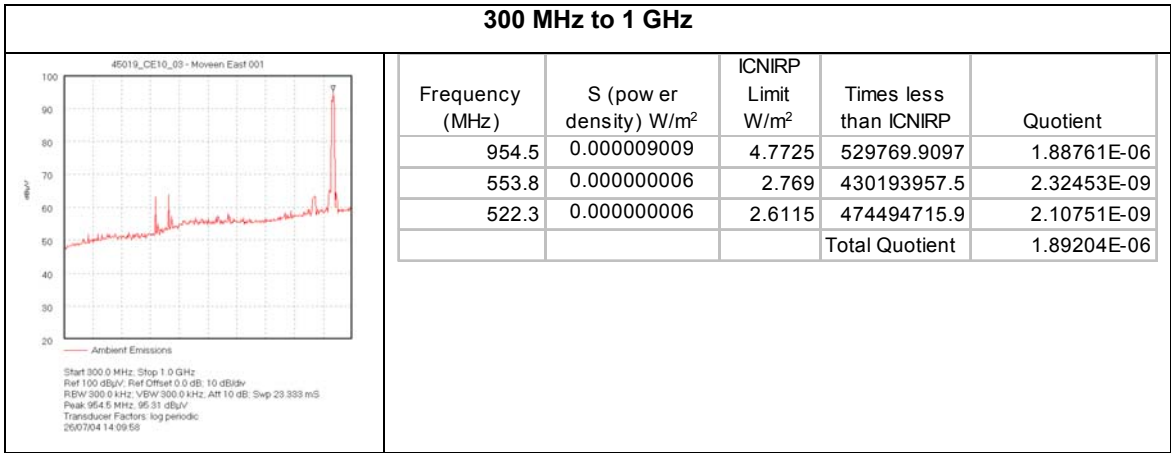 300 MHz to 1 GHz
45019_CE10_03 - Moveen East 001
100
90
80
70
60
50
40
30
20
dBµV
Ambient Emissions
Start 300.0 MHz, Stop 1.0 GHz
Ref 100 dBµV; Ref Offset 0.0 dB; 10 dB/div
RBW 300.0 kHz; VBW 300.0 kHz, Att 10 dB; Swp 23.333 mS
Peak 954.5 MHz, 95.31 dBµV
Transducer Factors: log periodic
26/07/04 14:09:58
Frequency (MHz) S (pow er density) W/m² ICNIRP Limit W/m² Times less than ICNIRP Quotient
954.5 0.000009009 4.7725 529769.9097 1.88761E-06
553.8 0.000000006 2.769 430193957.5 2.32453E-09
522.3 0.000000006 2.6115 474494715.9 2.10751E-09
Total Quotient 1.89204E-06